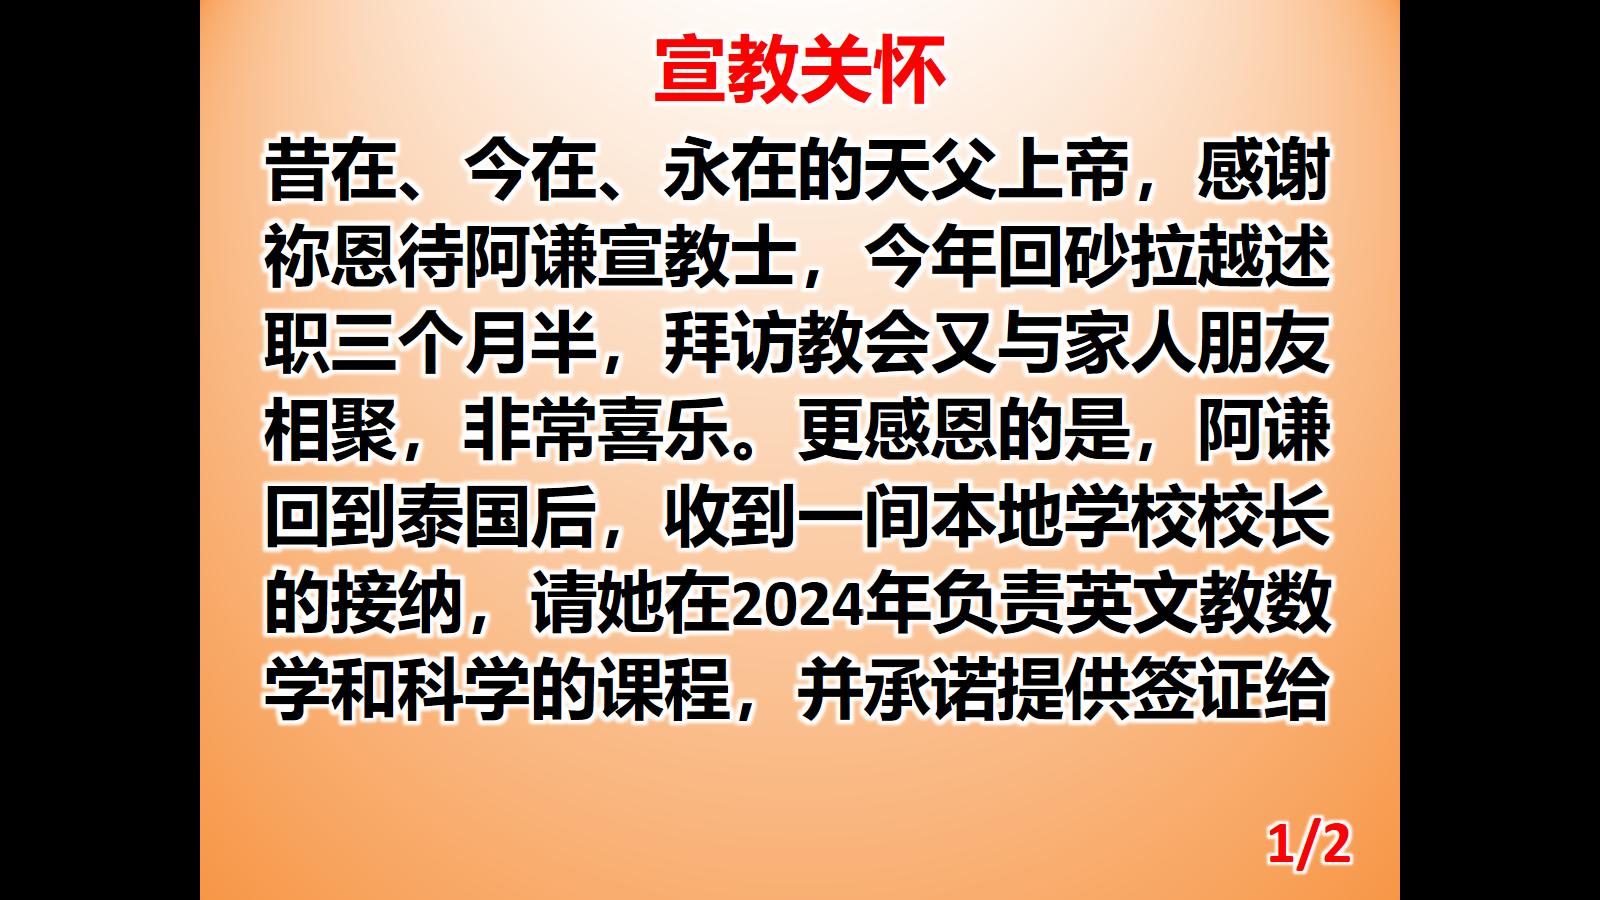 宣教关怀
昔在、今在、永在的天父上帝，感谢
祢恩待阿谦宣教士，今年回砂拉越述
职三个月半，拜访教会又与家人朋友
相聚，非常喜乐。更感恩的是，阿谦
回到泰国后，收到一间本地学校校长
的接纳，请她在2024年负责英文教数
学和科学的课程，并承诺提供签证给
1/2